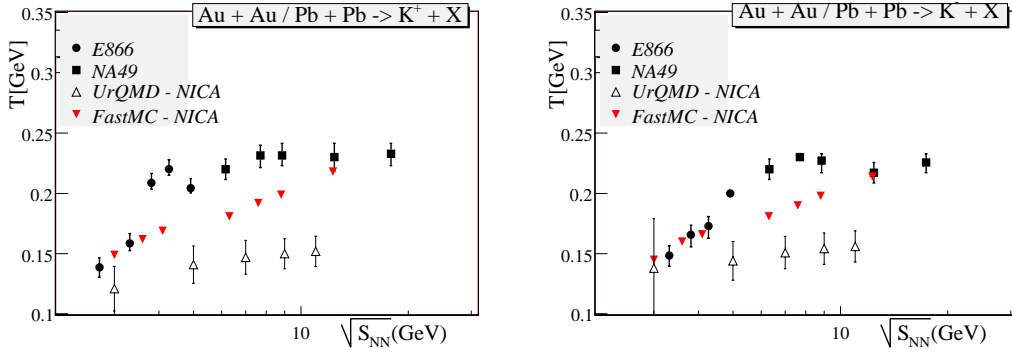 Au + Au / Pb + Pb -> K⁺ + X
0.35
T[GeV]
E866
NA49
UrQMD - NICA
FastMC - NICA
0.3
0.25
0.2
0.15
0.1
10
√S_NN(GeV)
Au + Au / Pb + Pb -> K⁻ + X
0.35
T[GeV]
E866
NA49
UrQMD - NICA
FastMC - NICA
0.3
0.25
0.2
0.15
0.1
10
√S_NN(GeV)